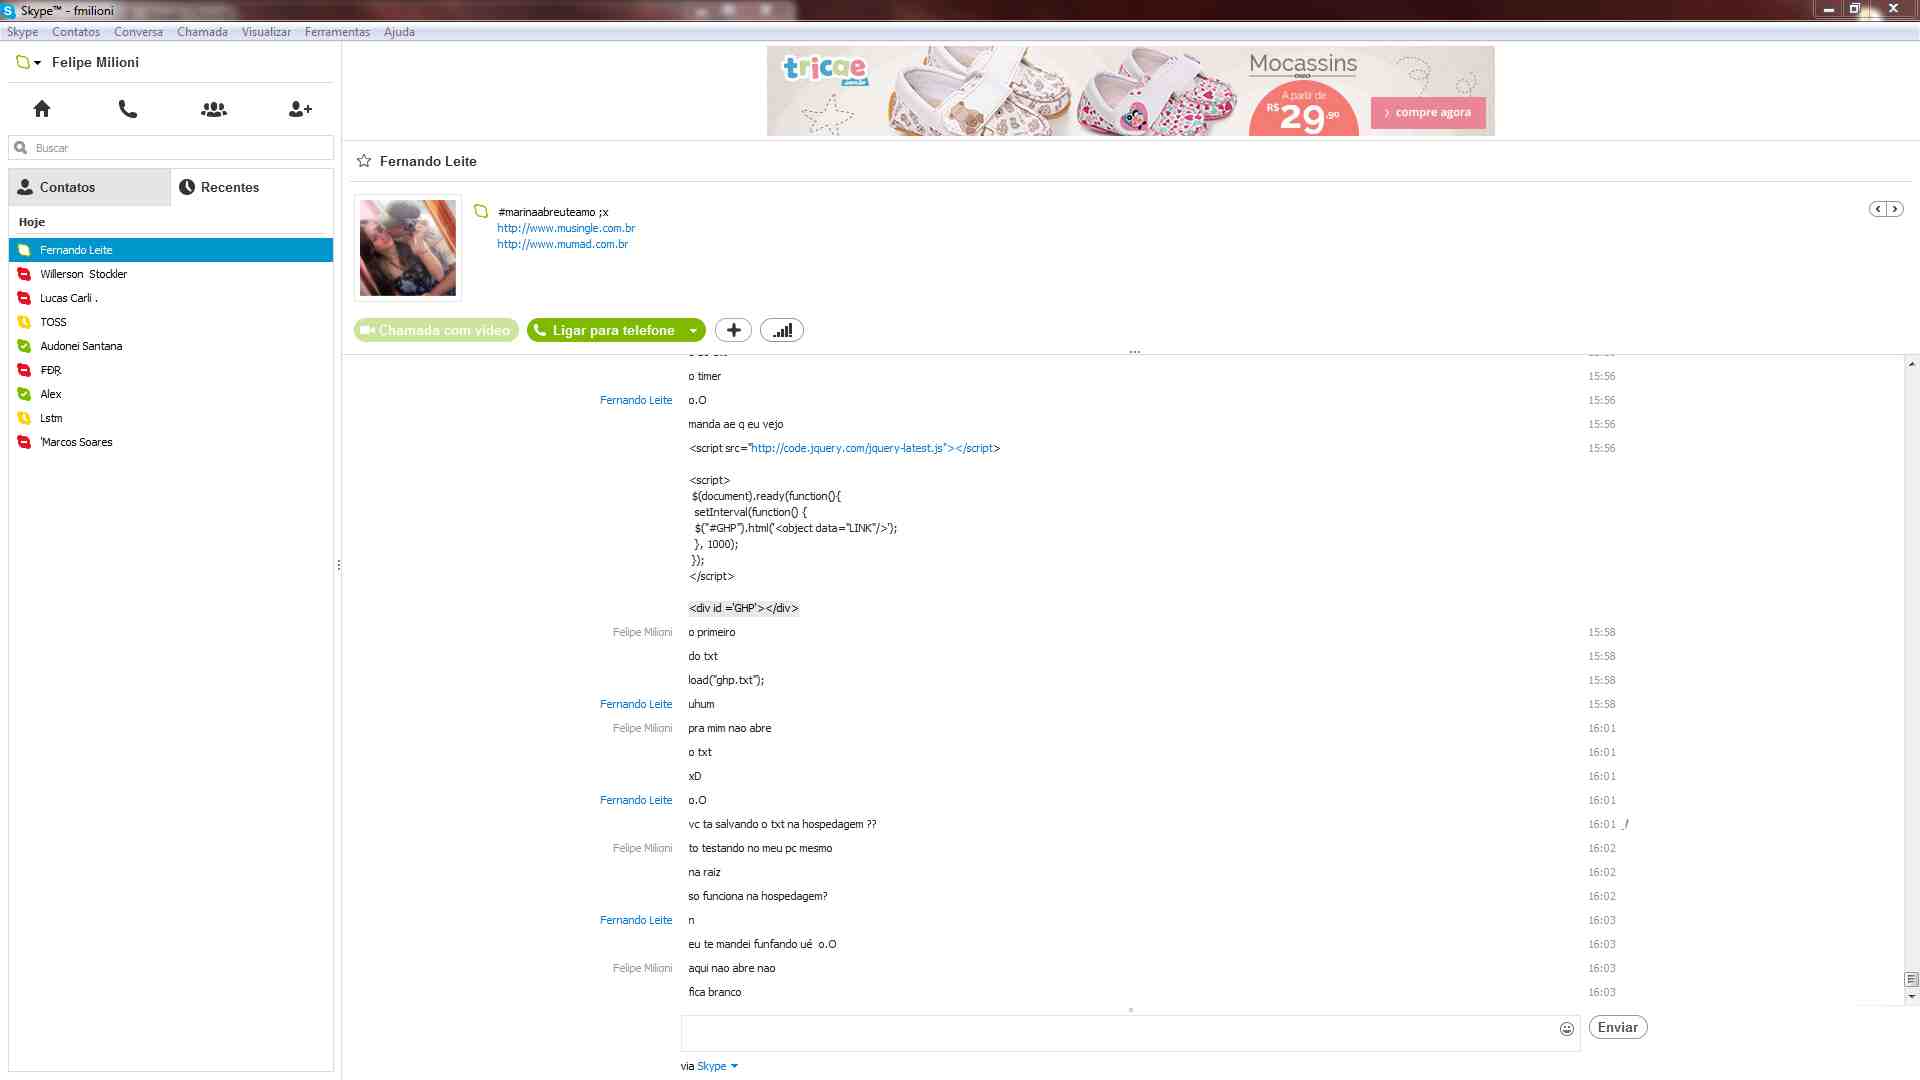 Skype™ - fmilioni
Skype Contatos Conversa Chamada Visualizar Ferramentas Ajuda
Felipe Milioni
Buscar
Contatos Recentes
Hoje
Fernando Leite
Willerson Stockler
Lucas Carli .
TOSS
Audonei Santana
Alex
Lstm
'Marcos Soares
tricae
Mocassins
A partir de
R$ 29,90
compre agora
Fernando Leite
#marinaabreuteamo ;x
http://www.musingle.com.br
http://www.mumad.com.br
Chamada com vídeo
Ligar para telefone
o timer 15:56
Fernando Leite o.O 15:56
manda ae q eu vejo 15:56
<script src="http://code.jquery.com/jquery-latest.js"></script> 15:56
<script>
$(document).ready(function(){
setInterval(function() {
$("#GHP").html('<object data="LINK"/>');
}, 1000);
});
</script>
<div id ='GHP'></div>
Felipe Milioni o primeiro 15:58
do txt 15:58
load("ghp.txt"); 15:58
Fernando Leite uhum 15:58
Felipe Milioni pra mim nao abre 16:01
o txt 16:01
xD 16:01
Fernando Leite o.O 16:01
vc ta salvando o txt na hospedagem ?? 16:01
Felipe Milioni to testando no meu pc mesmo 16:02
na raiz 16:02
so funciona na hospedagem? 16:02
Fernando Leite n 16:03
eu te mandei funfando ué o.O 16:03
Felipe Milioni aqui nao abre nao 16:03
fica branco 16:03
Enviar
via Skype